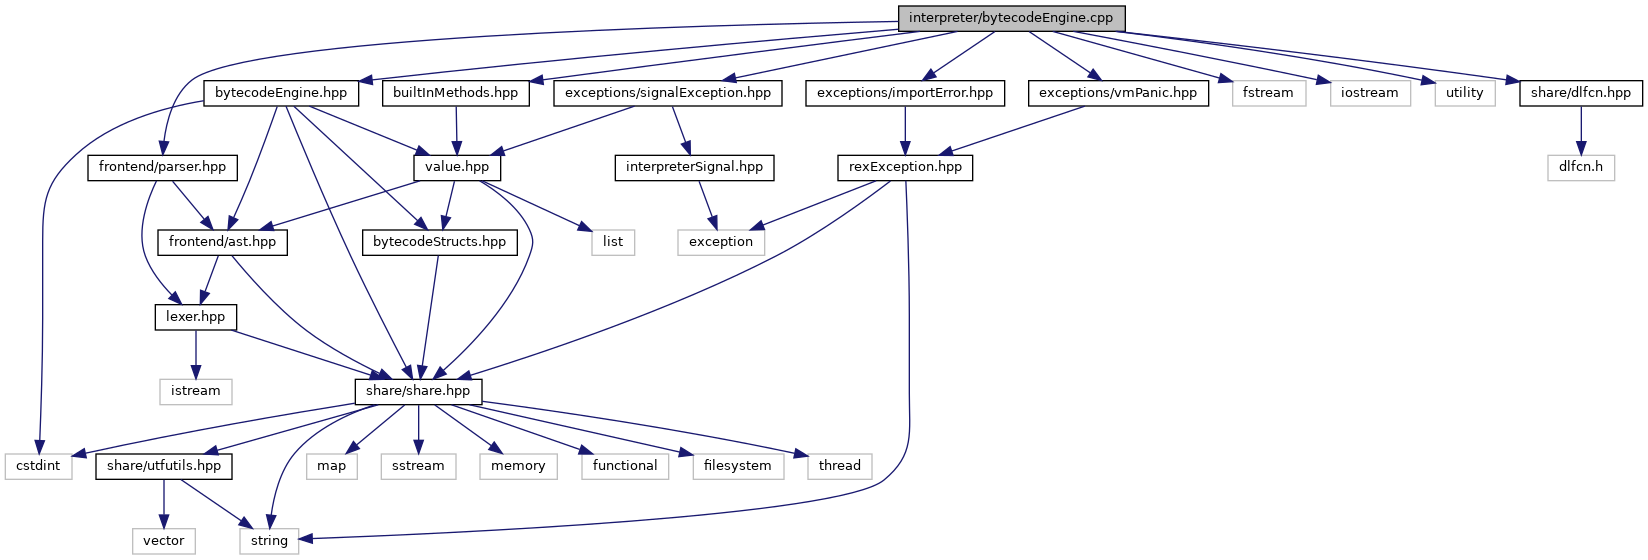 interpreter/bytecodeEngine.cpp
bytecodeEngine.hpp
builtInMethods.hpp
exceptions/signalException.hpp
exceptions/importError.hpp
exceptions/vmPanic.hpp
fstream
iostream
utility
share/dlfcn.hpp
frontend/parser.hpp
value.hpp
interpreterSignal.hpp
rexException.hpp
dlfcn.h
frontend/ast.hpp
bytecodeStructs.hpp
list
exception
lexer.hpp
istream
share/share.hpp
cstdint
share/utfutils.hpp
map
sstream
memory
functional
filesystem
thread
vector
string